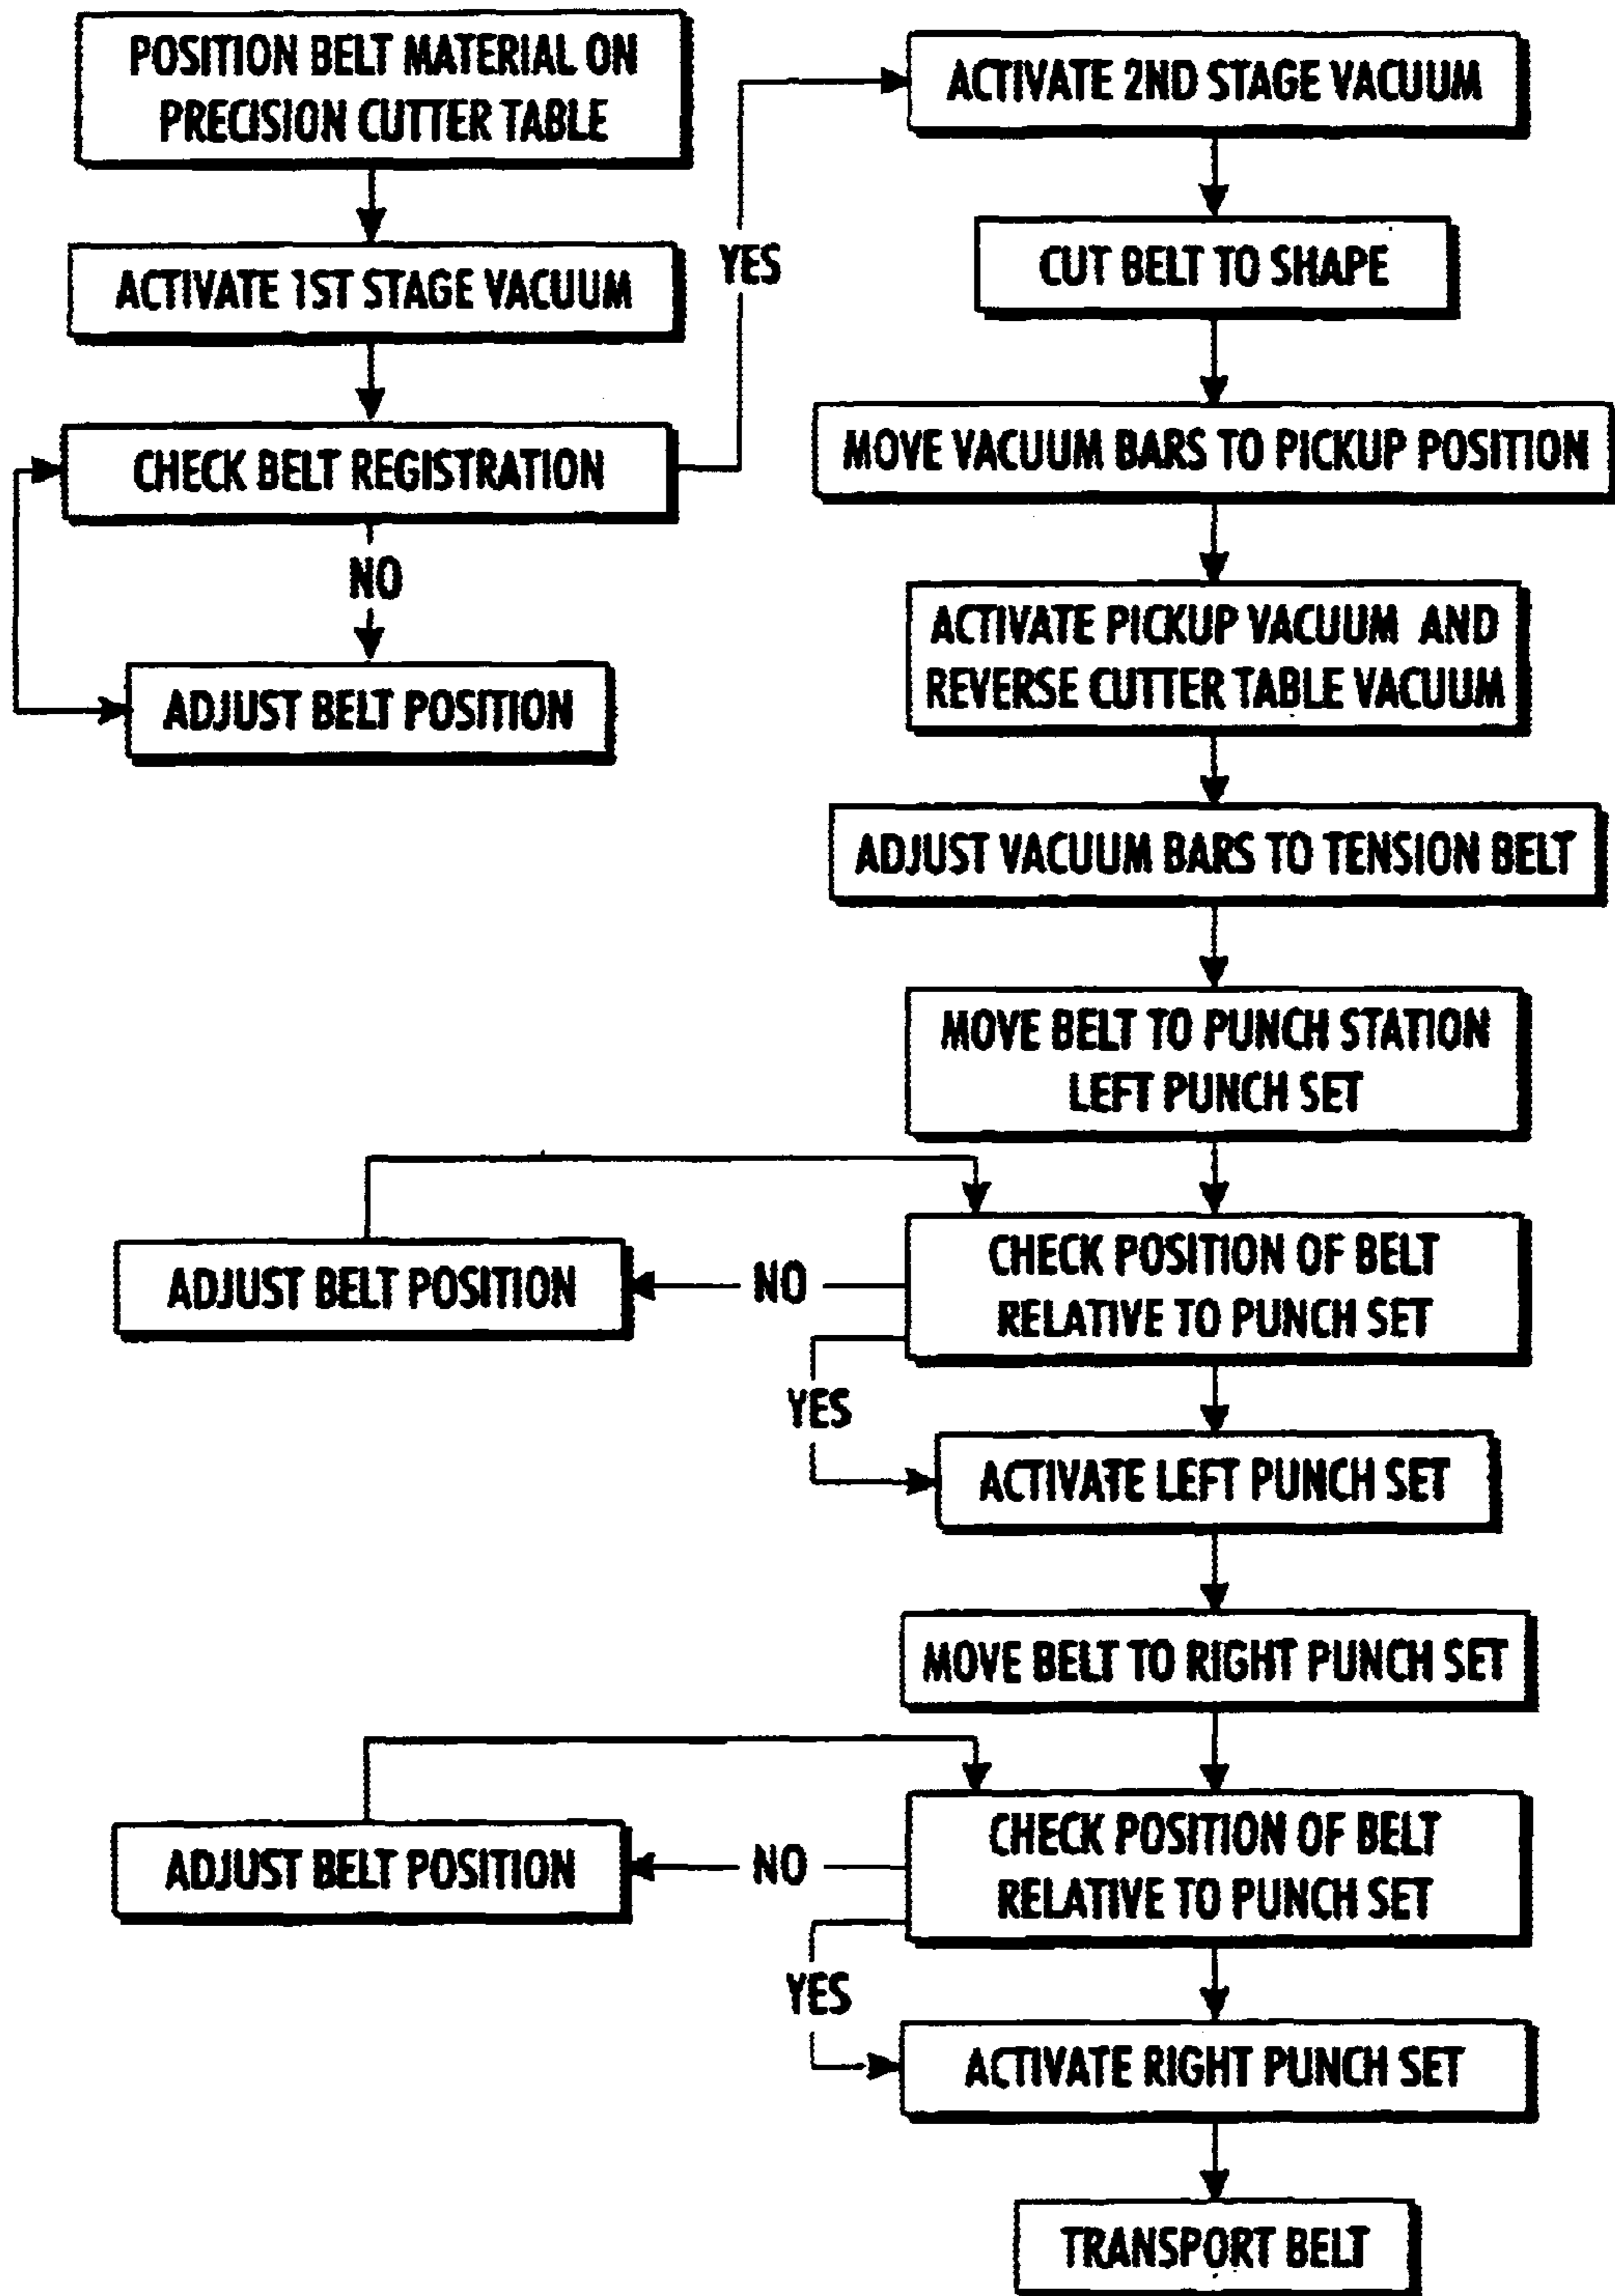 POSITION BELT MATERIAL ON
PRECISION CUTTER TABLE
ACTIVATE 1ST STAGE VACUUM
CHECK BELT REGISTRATION
NO
ADJUST BELT POSITION
YES
ACTIVATE 2ND STAGE VACUUM
CUT BELT TO SHAPE
MOVE VACUUM BARS TO PICKUP POSITION
ACTIVATE PICKUP VACUUM AND
REVERSE CUTTER TABLE VACUUM
ADJUST VACUUM BARS TO TENSION BELT
MOVE BELT TO PUNCH STATION
LEFT PUNCH SET
CHECK POSITION OF BELT
RELATIVE TO PUNCH SET
NO
ADJUST BELT POSITION
YES
ACTIVATE LEFT PUNCH SET
MOVE BELT TO RIGHT PUNCH SET
CHECK POSITION OF BELT
RELATIVE TO PUNCH SET
NO
ADJUST BELT POSITION
YES
ACTIVATE RIGHT PUNCH SET
TRANSPORT BELT